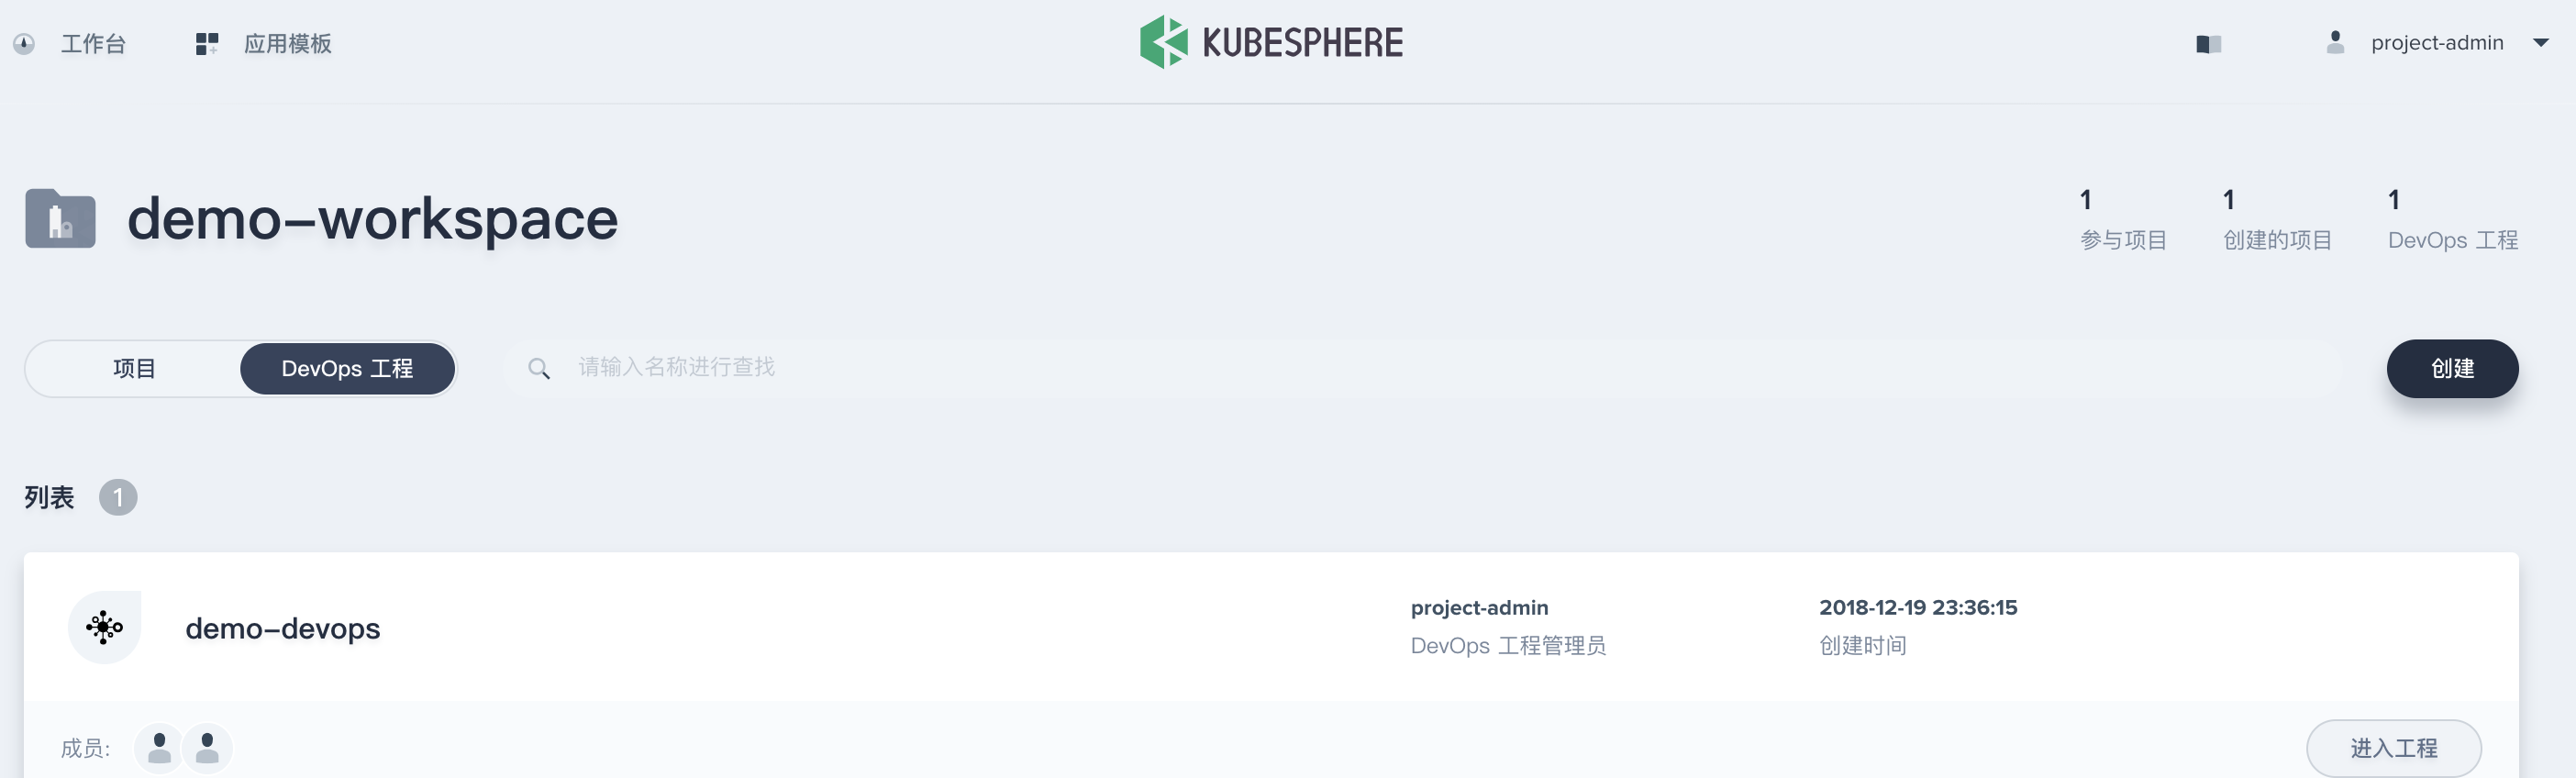 工作台 应用模板 KUBESPHERE project-admin
demo-workspace
1 1 1
参与项目 创建的项目 DevOps 工程
项目 DevOps 工程 请输入名称进行查找 创建
列表 1
demo-devops
project-admin 2018-12-19 23:36:15
DevOps 工程管理员 创建时间
成员: 进入工程